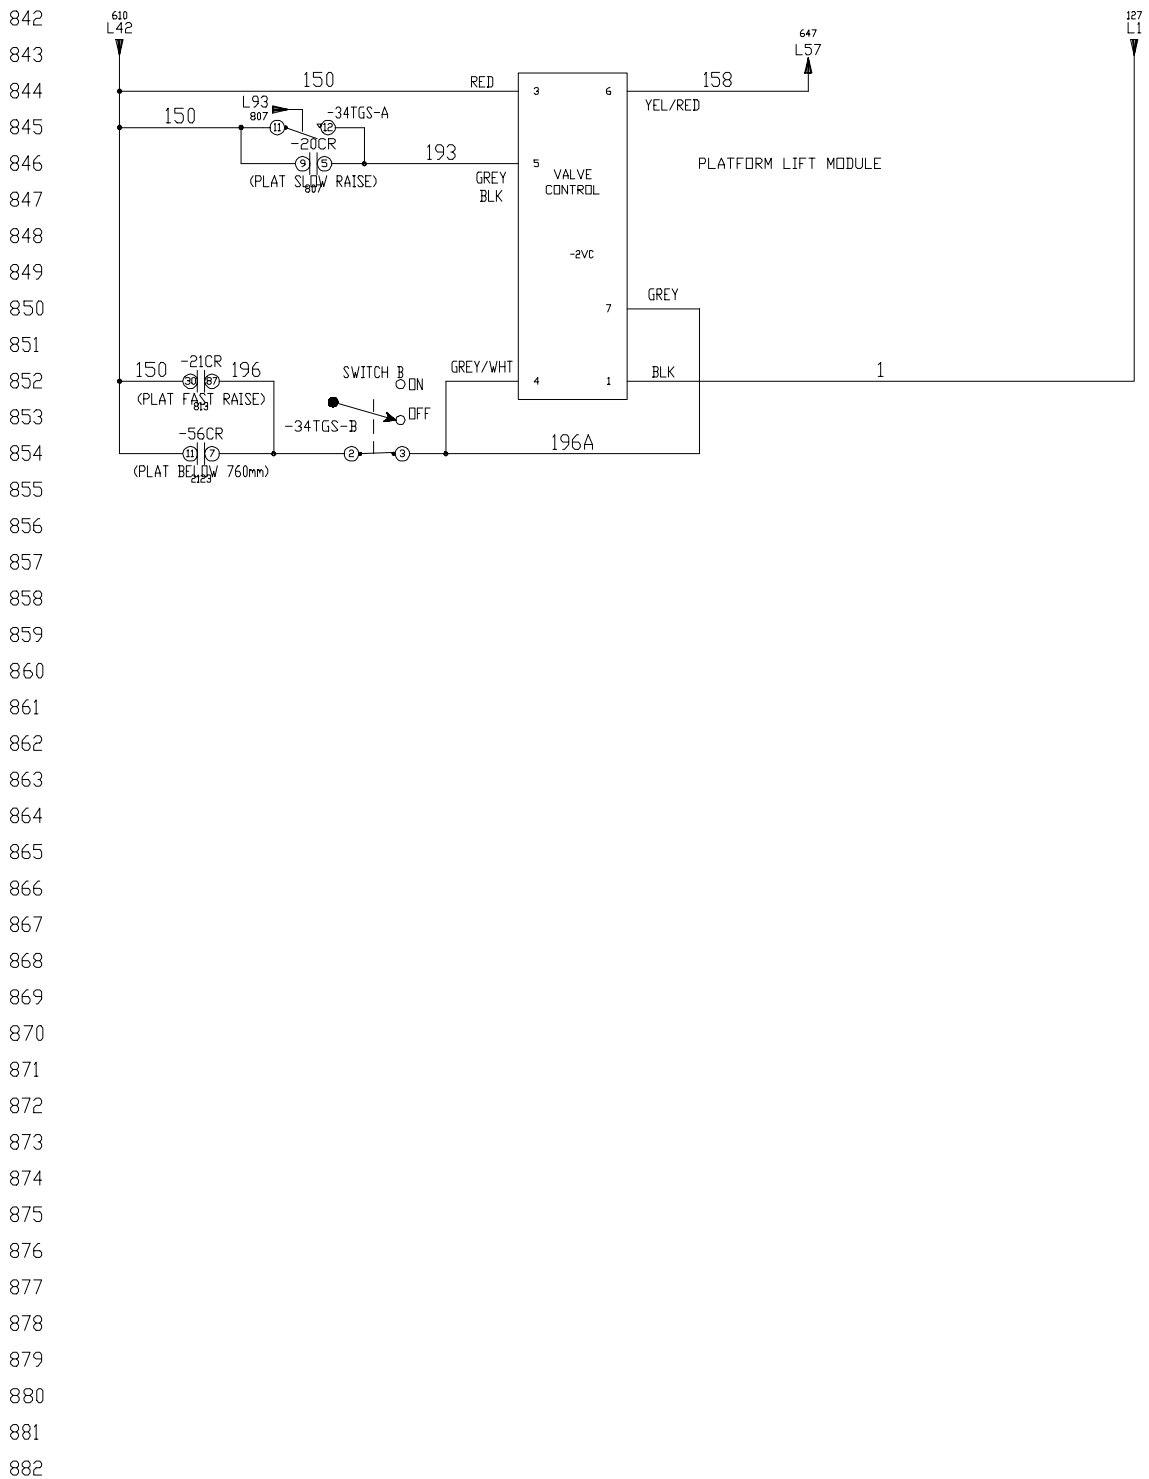 842
610
L42
127
L1
843
647
L57
844
150
RED
3
6
158
YEL/RED
845
150
L93
807
11
12
-34TGS-A
846
-20CR
9
5
193
5
PLATFORM LIFT MODULE
(PLAT SLOW RAISE)
807
GREY
BLK
VALVE
CONTROL
847
848
-2VC
849
850
GREY
7
851
852
150
-21CR
196
30
87
SWITCH B
ON
GREY/WHT
4
1
BLK
1
(PLAT FAST RAISE)
813
853
OFF
-34TGS-B
-56CR
854
11
7
2
3
196A
(PLAT BELOW 760mm)
2123
855
856
857
858
859
860
861
862
863
864
865
866
867
868
869
870
871
872
873
874
875
876
877
878
879
880
881
882